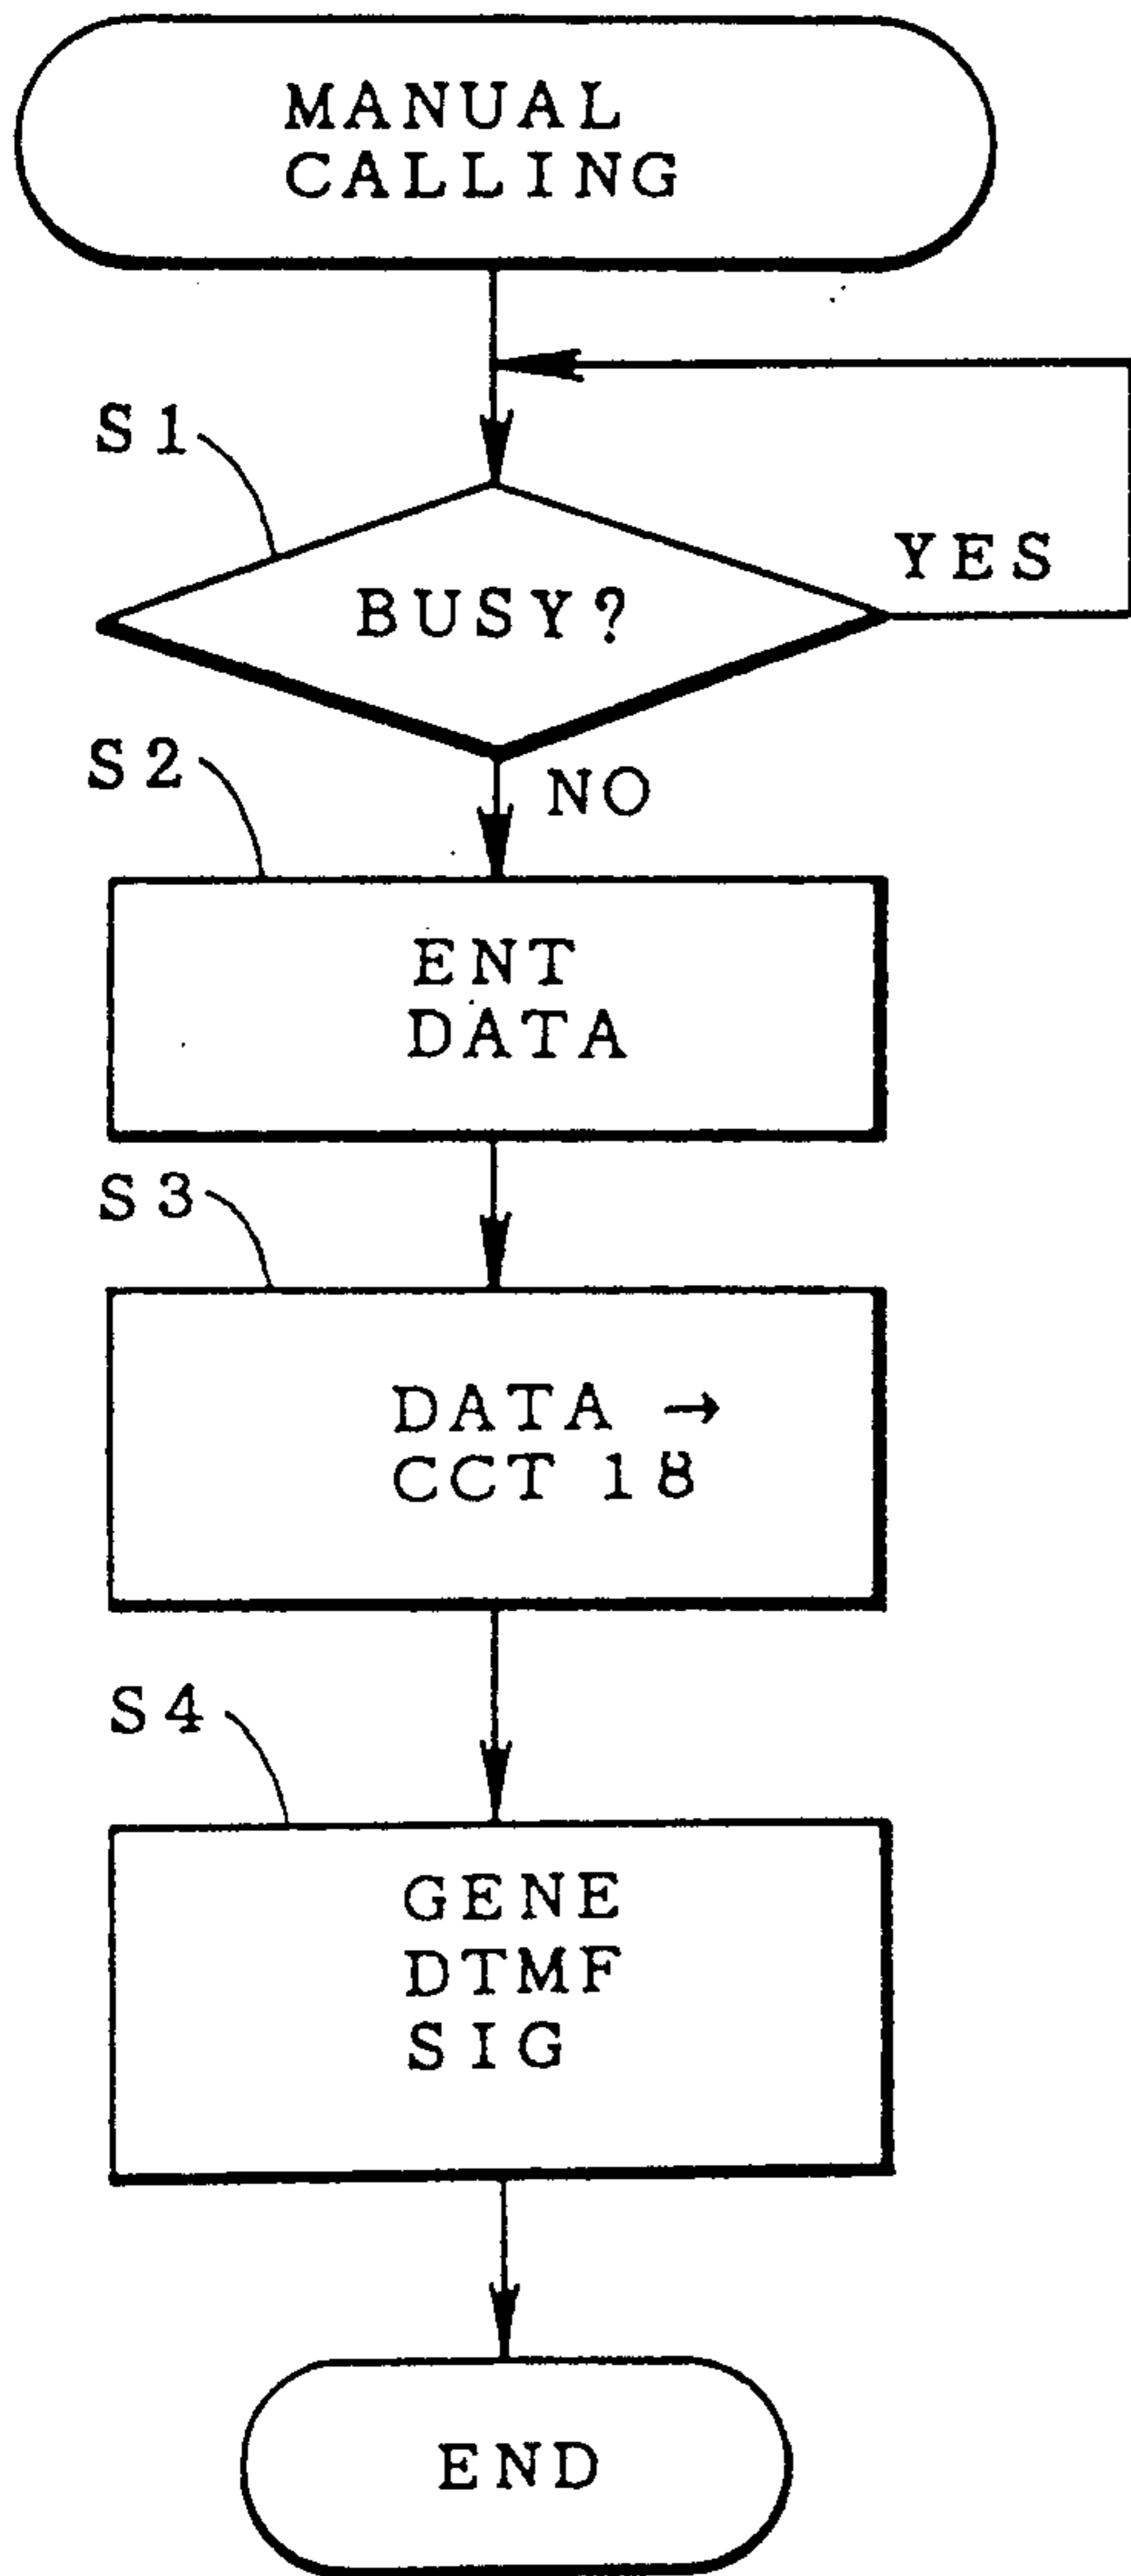 MANUAL
CALLING
S1
BUSY?
YES
S2
NO
ENT
DATA
S3
DATA →
CCT 18
S4
GENE
DTMF
SIG
END